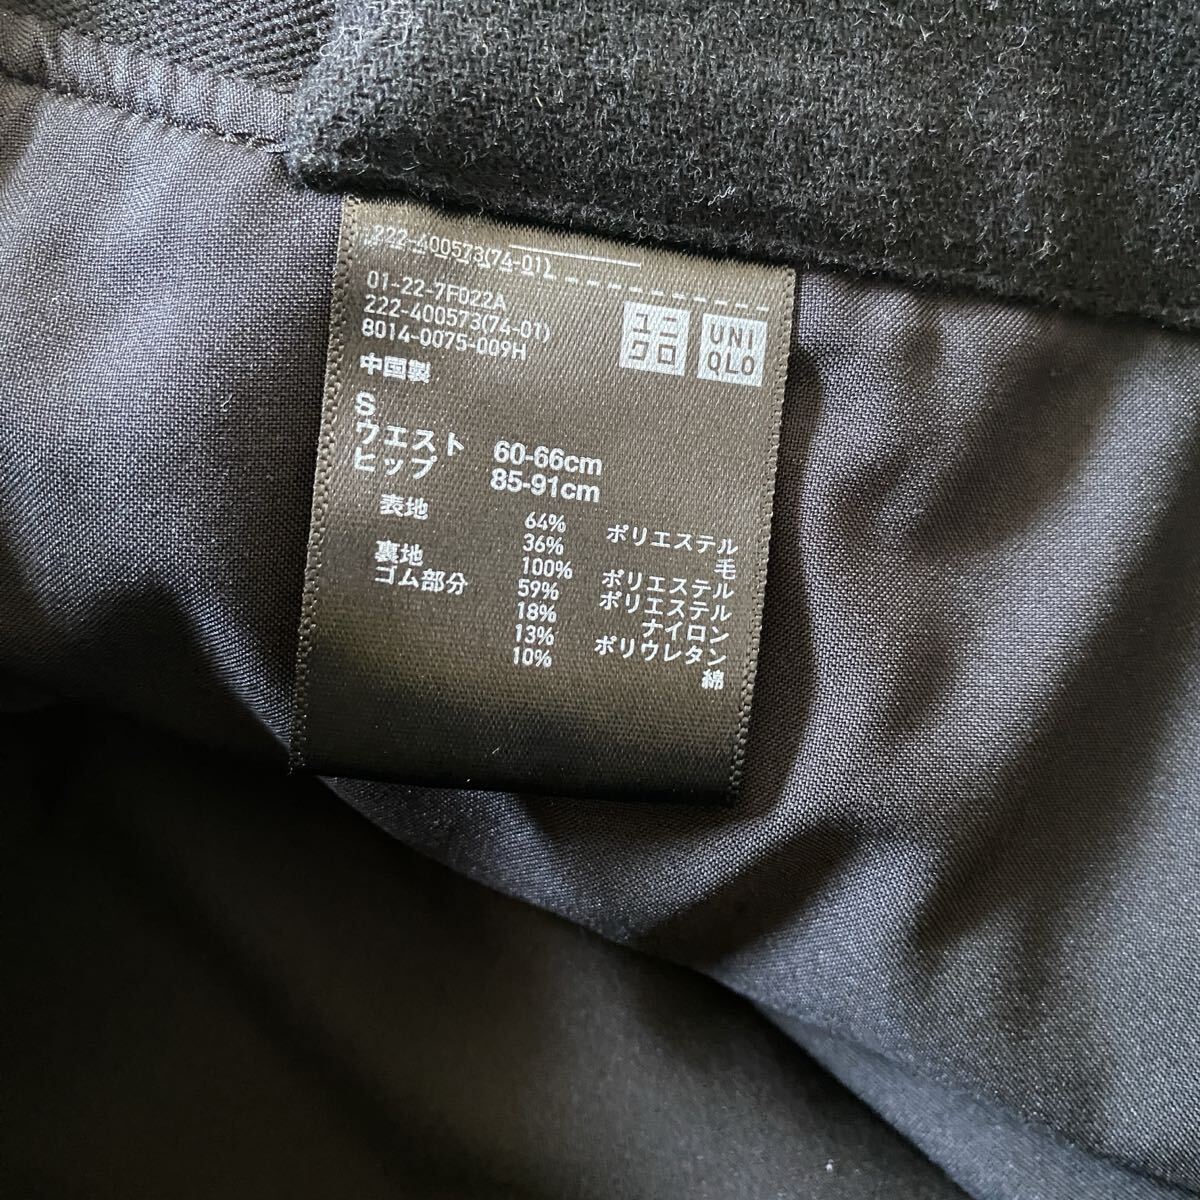 222-400573(74-01)
01-22-7F022A
222-400573(74-01)
8014-0075-009H
ユニ
クロ
UNI
QLO
中国製
S
ウエスト 60-66cm
ヒップ 85-91cm
表地 64% ポリエステル
36% 毛
裏地 100% ポリエステル
ゴム部分 59% ポリエステル
18% ナイロン
13% ポリウレタン
10% 綿